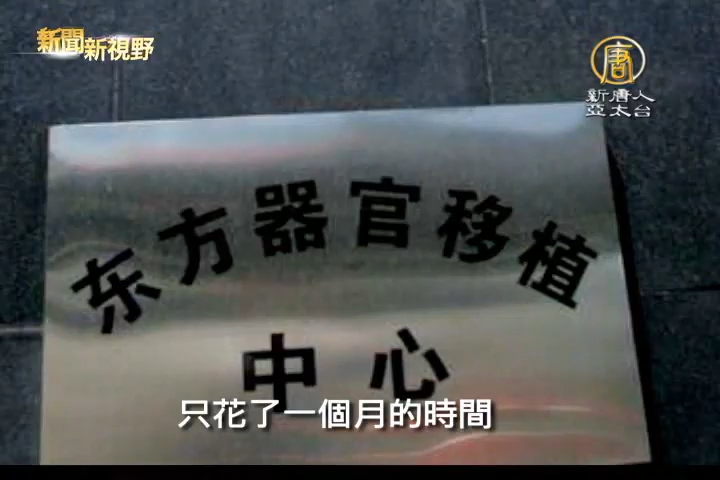 新聞新視野
新唐人
亞太台
东方器官移植
中心
只花了一個月的時間